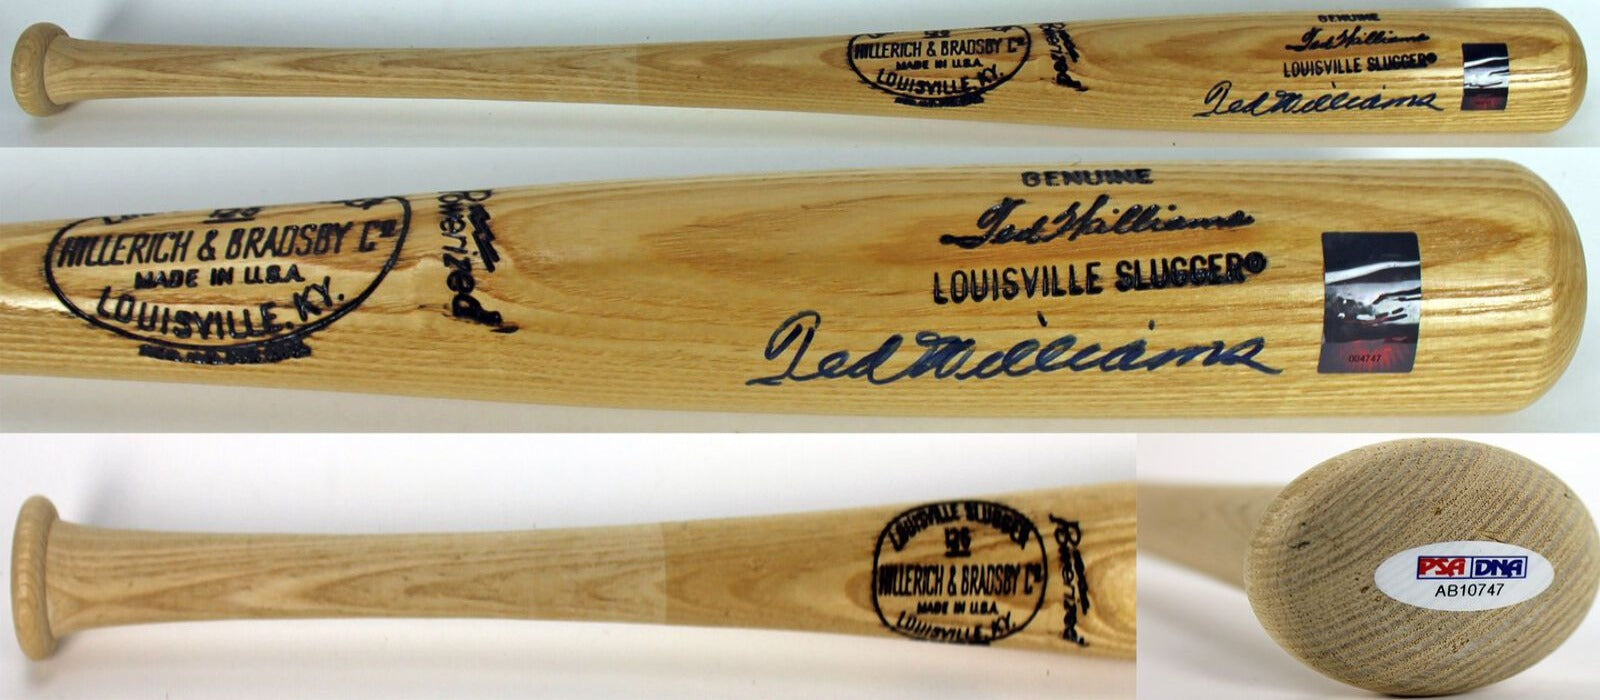 125
HILLERICH & BRADSBY Cº
MADE IN U.S.A.
LOUISVILLE, KY.
Powerized
GENUINE
Ted Williams
LOUISVILLE SLUGGER®
Ted Williams
HILLERICH & BRADSBY Cº
MADE IN U.S.A.
LOUISVILLE, KY.
Powerized
GENUINE
Ted Williams
LOUISVILLE SLUGGER®
Ted Williams
004747
LOUISVILLE SLUGGER
125
HILLERICH & BRADSBY Cº
MADE IN U.S.A.
LOUISVILLE, KY.
Powerized
PSA DNA
AB10747